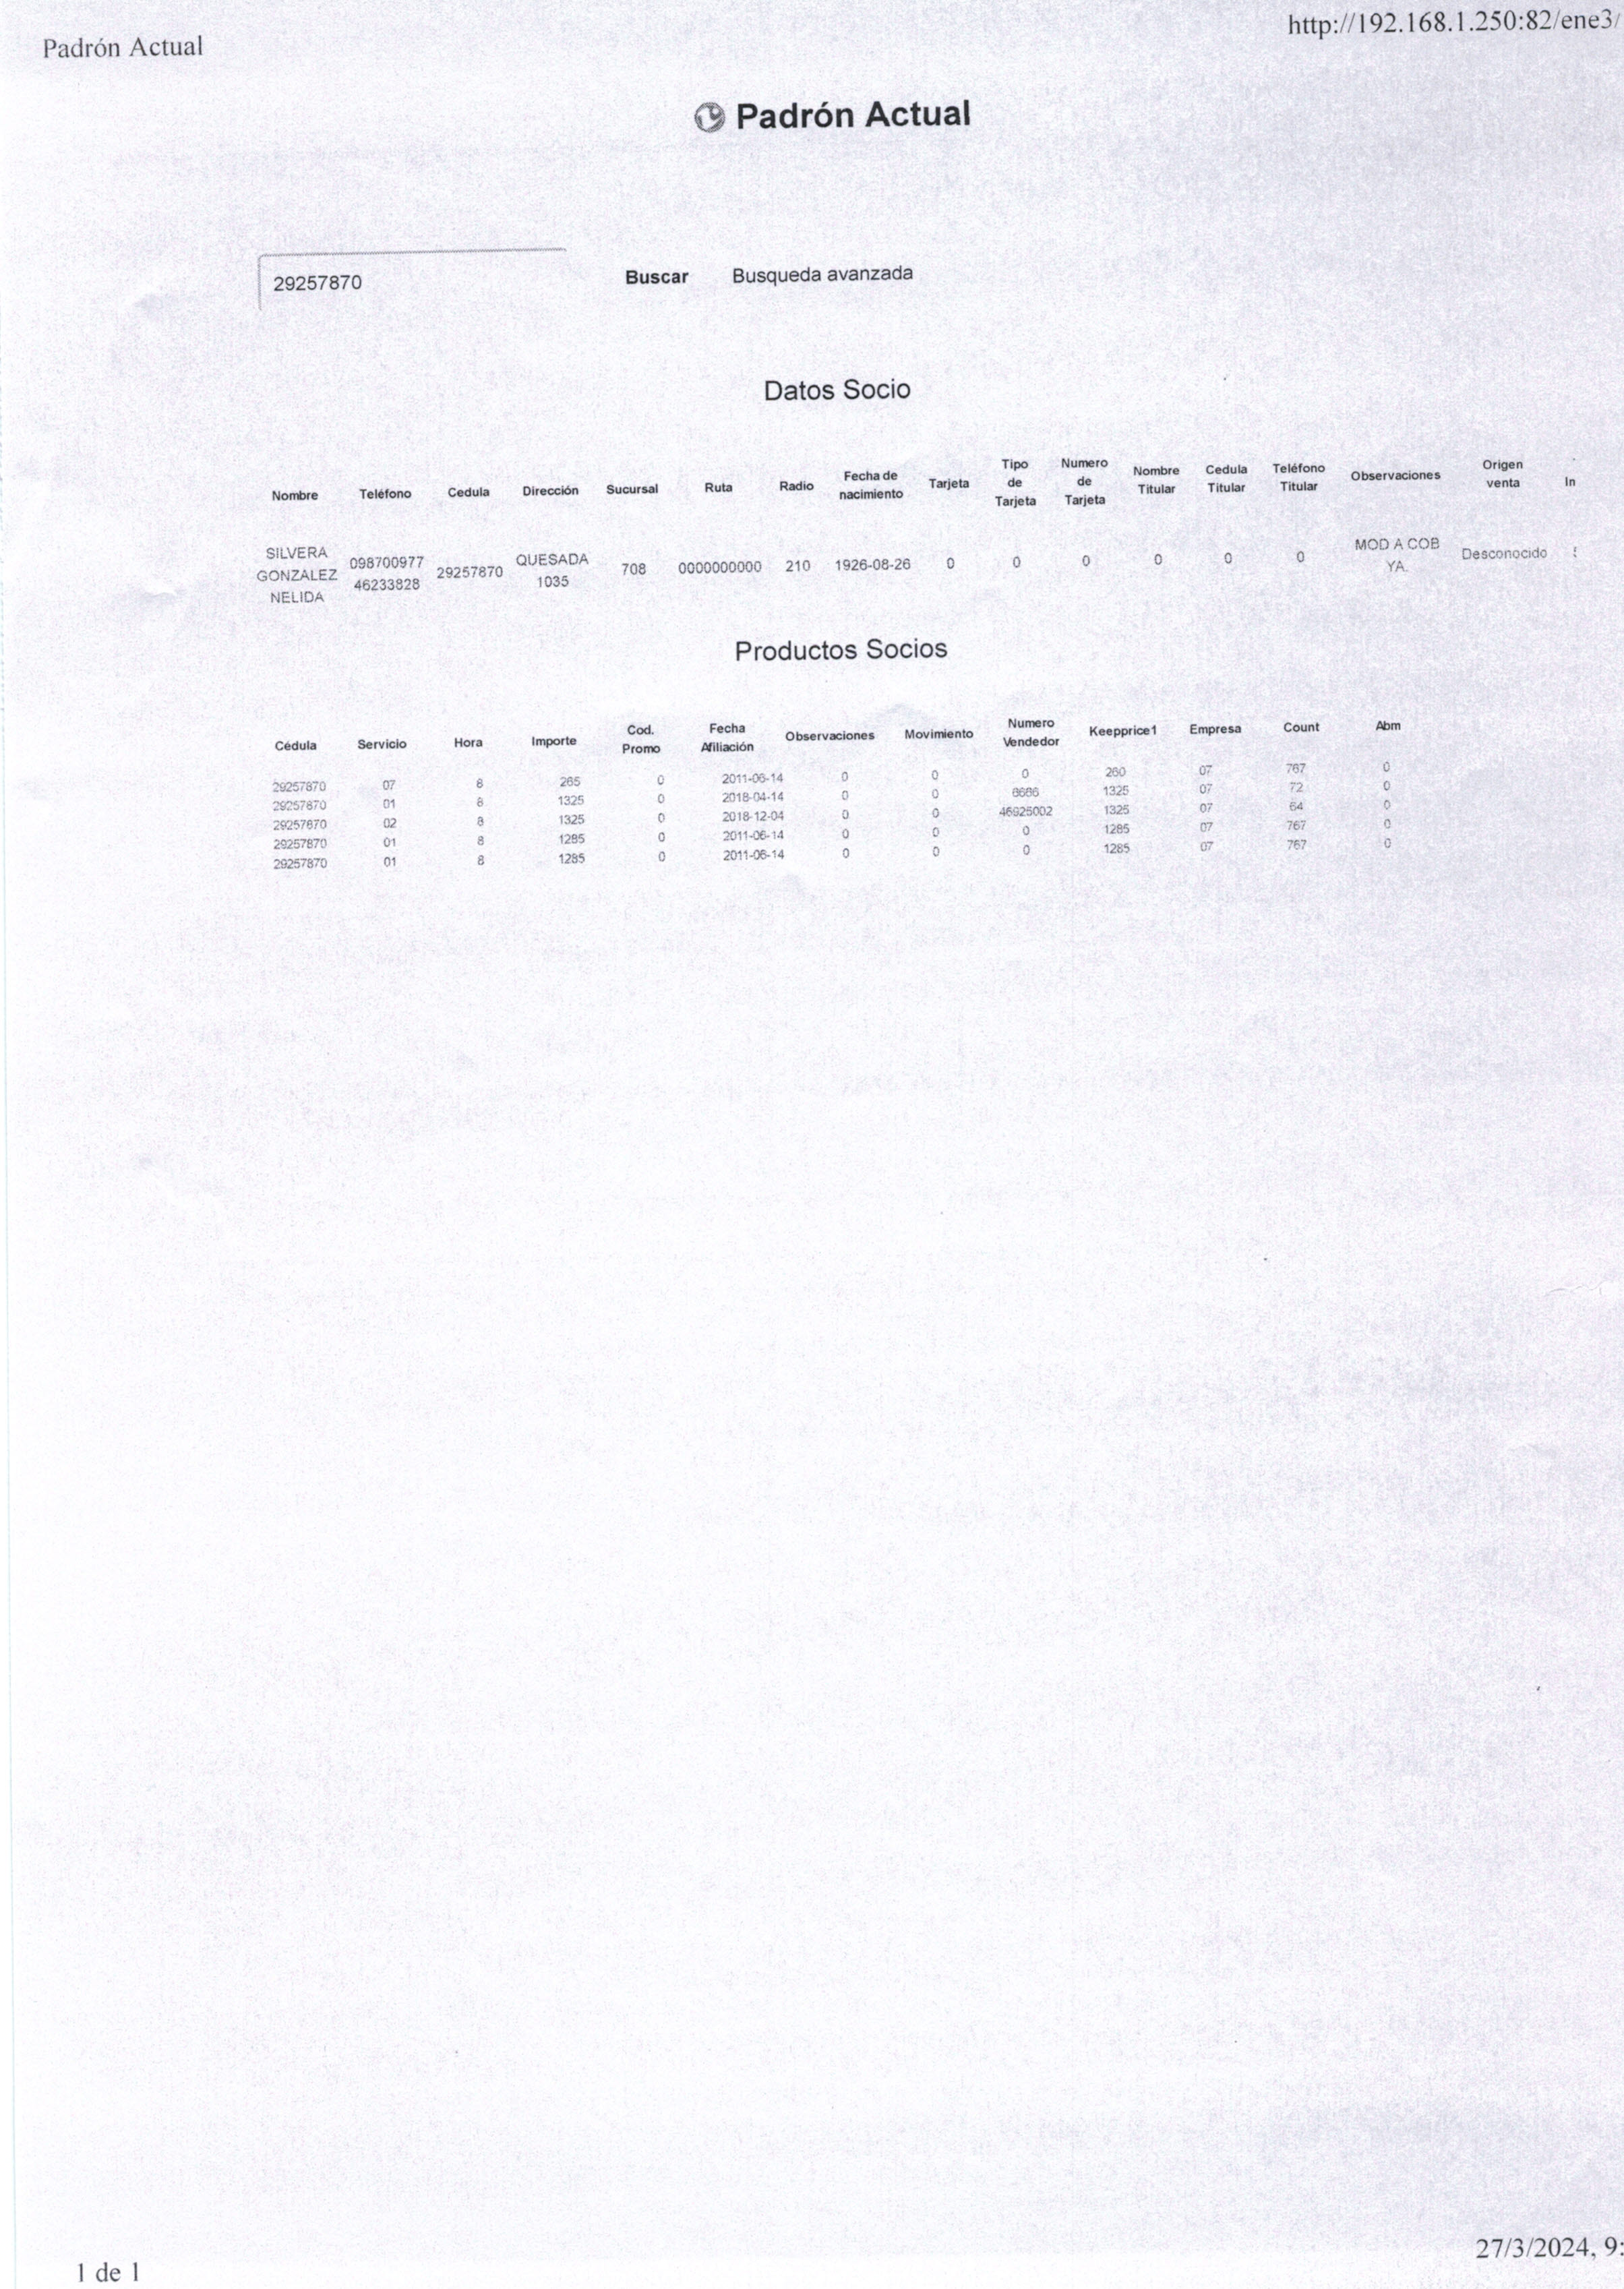 Padrón Actual
http://192.168.1.250:82/ene3/
Padrón Actual
29257870 Buscar Busqueda avanzada
Datos Socio
Nombre Teléfono Cedula Dirección Sucursal Ruta Radio Fecha de nacimiento Tarjeta Tipo de Tarjeta Numero de Tarjeta Nombre Titular Cedula Titular Teléfono Titular Observaciones Origen venta In
SILVERA GONZALEZ NELIDA 098700977 46233828 29257870 QUESADA 1035 708 0000000000 210 1926-08-26 0 0 0 0 0 0 MOD A COB YA. Desconocido
Productos Socios
Cédula Servicio Hora Importe Cod. Promo Fecha Afiliación Observaciones Movimiento Numero Vendedor Keepprice1 Empresa Count Abm
29257870 07 8 265 0 2011-06-14 0 0 0 260 07 767 0
29257870 01 8 1325 0 2018-04-14 0 0 1325 07 72 0
29257870 02 8 1325 0 2018-12-04 0 0 46925002 1325 07 64 0
29257870 01 8 1285 0 2011-06-14 0 0 0 1285 07 767 0
29257870 01 8 1285 0 2011-06-14 0 0 0 1285 07 767 0
1 de 1
27/3/2024, 9: